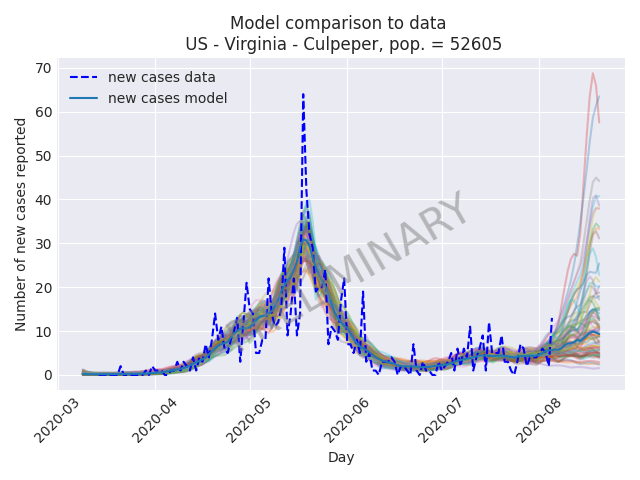 Model comparison to data
US - Virginia - Culpeper, pop. = 52605
new cases data
new cases model
Number of new cases reported
70
60
50
40
30
20
10
0
2020-03
2020-04
2020-05
2020-06
2020-07
2020-08
Day